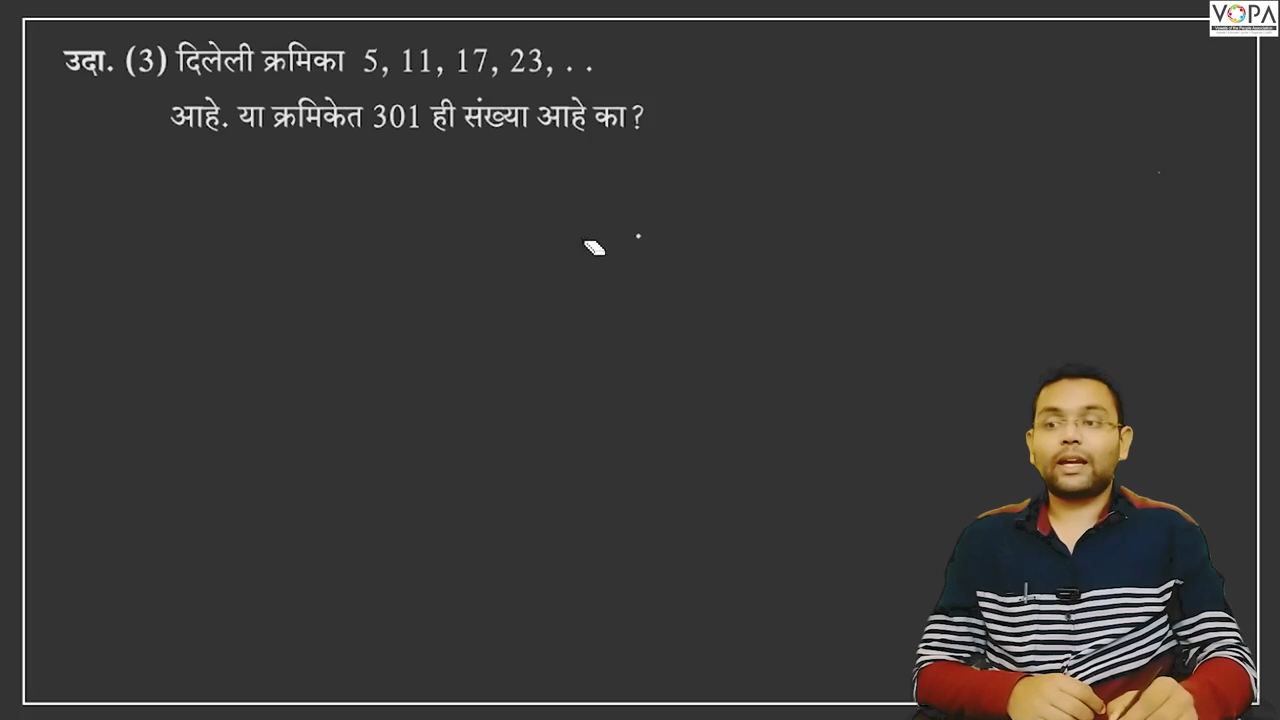 VOPA
उदा. (3) दिलेली क्रमिका 5, 11, 17, 23, . .
आहे. या क्रमिकेत 301 ही संख्या आहे का?